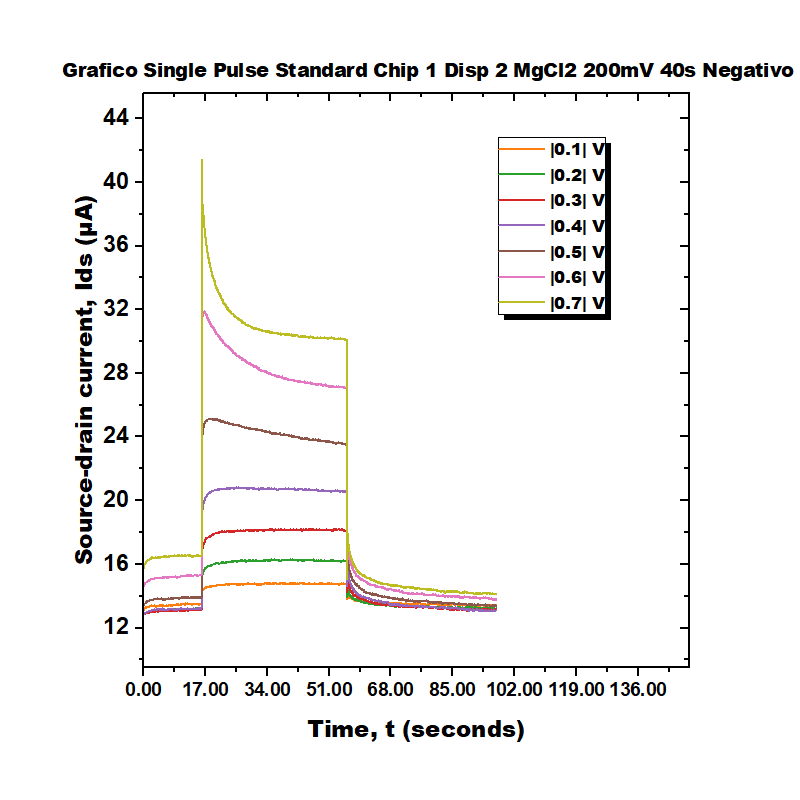 Grafico Single Pulse Standard Chip 1 Disp 2 MgCl2 200mV 40s Negativo
44
40
36
32
28
24
20
16
12
Source-drain current, Ids (µA)
|0.1| V
|0.2| V
|0.3| V
|0.4| V
|0.5| V
|0.6| V
|0.7| V
0.00 17.00 34.00 51.00 68.00 85.00 102.00 119.00 136.00
Time, t (seconds)